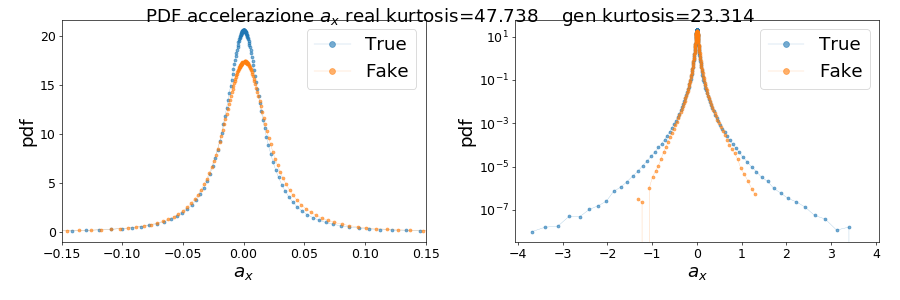 PDF accelerazione a_x real kurtosis=47.738 gen kurtosis=23.314
True
Fake
pdf
20
15
10
5
0
−0.15 −0.10 −0.05 0.00 0.05 0.10 0.15
a_x
True
Fake
pdf
10^1
10^−1
10^−3
10^−5
10^−7
−4 −3 −2 −1 0 1 2 3 4
a_x